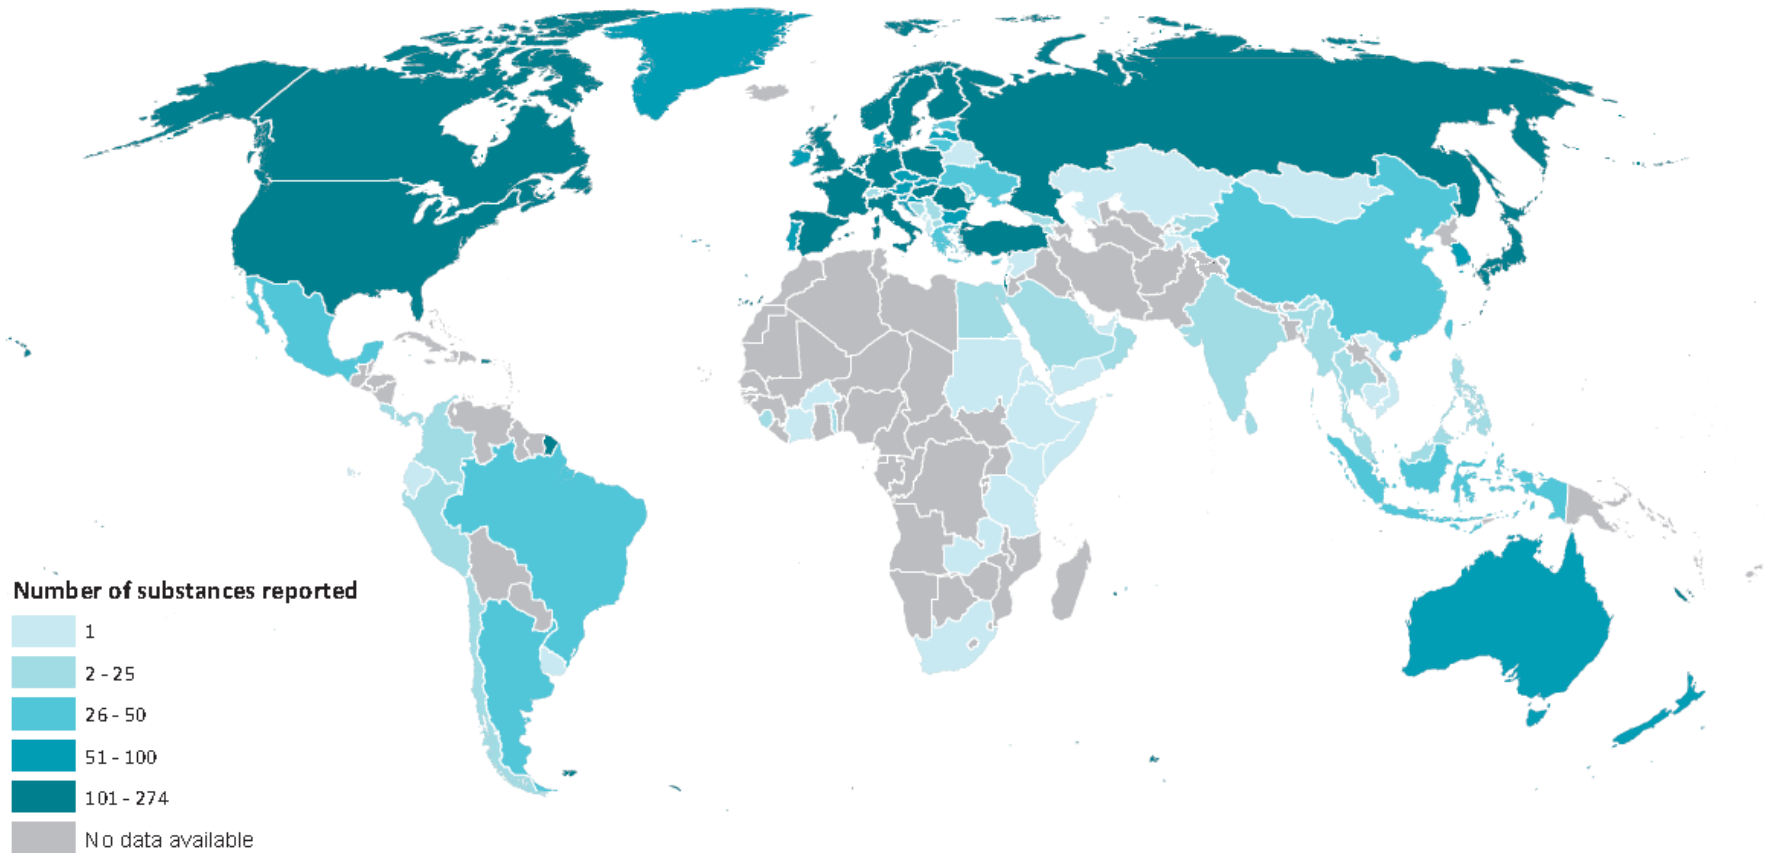 Number of substances reported
1
2 - 25
26 - 50
51 - 100
101 - 274
No data available